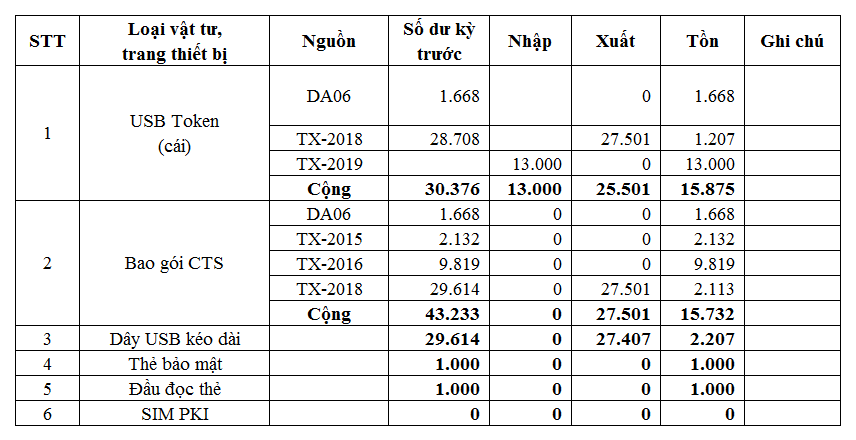 STT | Loại vật tư, trang thiết bị | Nguồn | Số dư kỳ trước | Nhập | Xuất | Tồn | Ghi chú
1 | USB Token (cái) | DA06 | 1.668 | | 0 | 1.668 |
TX-2018 | 28.708 | | 27.501 | 1.207 |
TX-2019 | | 13.000 | 0 | 13.000 |
Cộng | 30.376 | 13.000 | 25.501 | 15.875 |
2 | Bao gói CTS | DA06 | 1.668 | 0 | 0 | 1.668 |
TX-2015 | 2.132 | 0 | 0 | 2.132 |
TX-2016 | 9.819 | 0 | 0 | 9.819 |
TX-2018 | 29.614 | 0 | 27.501 | 2.113 |
Cộng | 43.233 | 0 | 27.501 | 15.732 |
3 | Dây USB kéo dài | | 29.614 | 0 | 27.407 | 2.207 |
4 | Thẻ bảo mật | | 1.000 | 0 | 0 | 1.000 |
5 | Đầu đọc thẻ | | 1.000 | 0 | 0 | 1.000 |
6 | SIM PKI | | 0 | 0 | 0 | 0 |